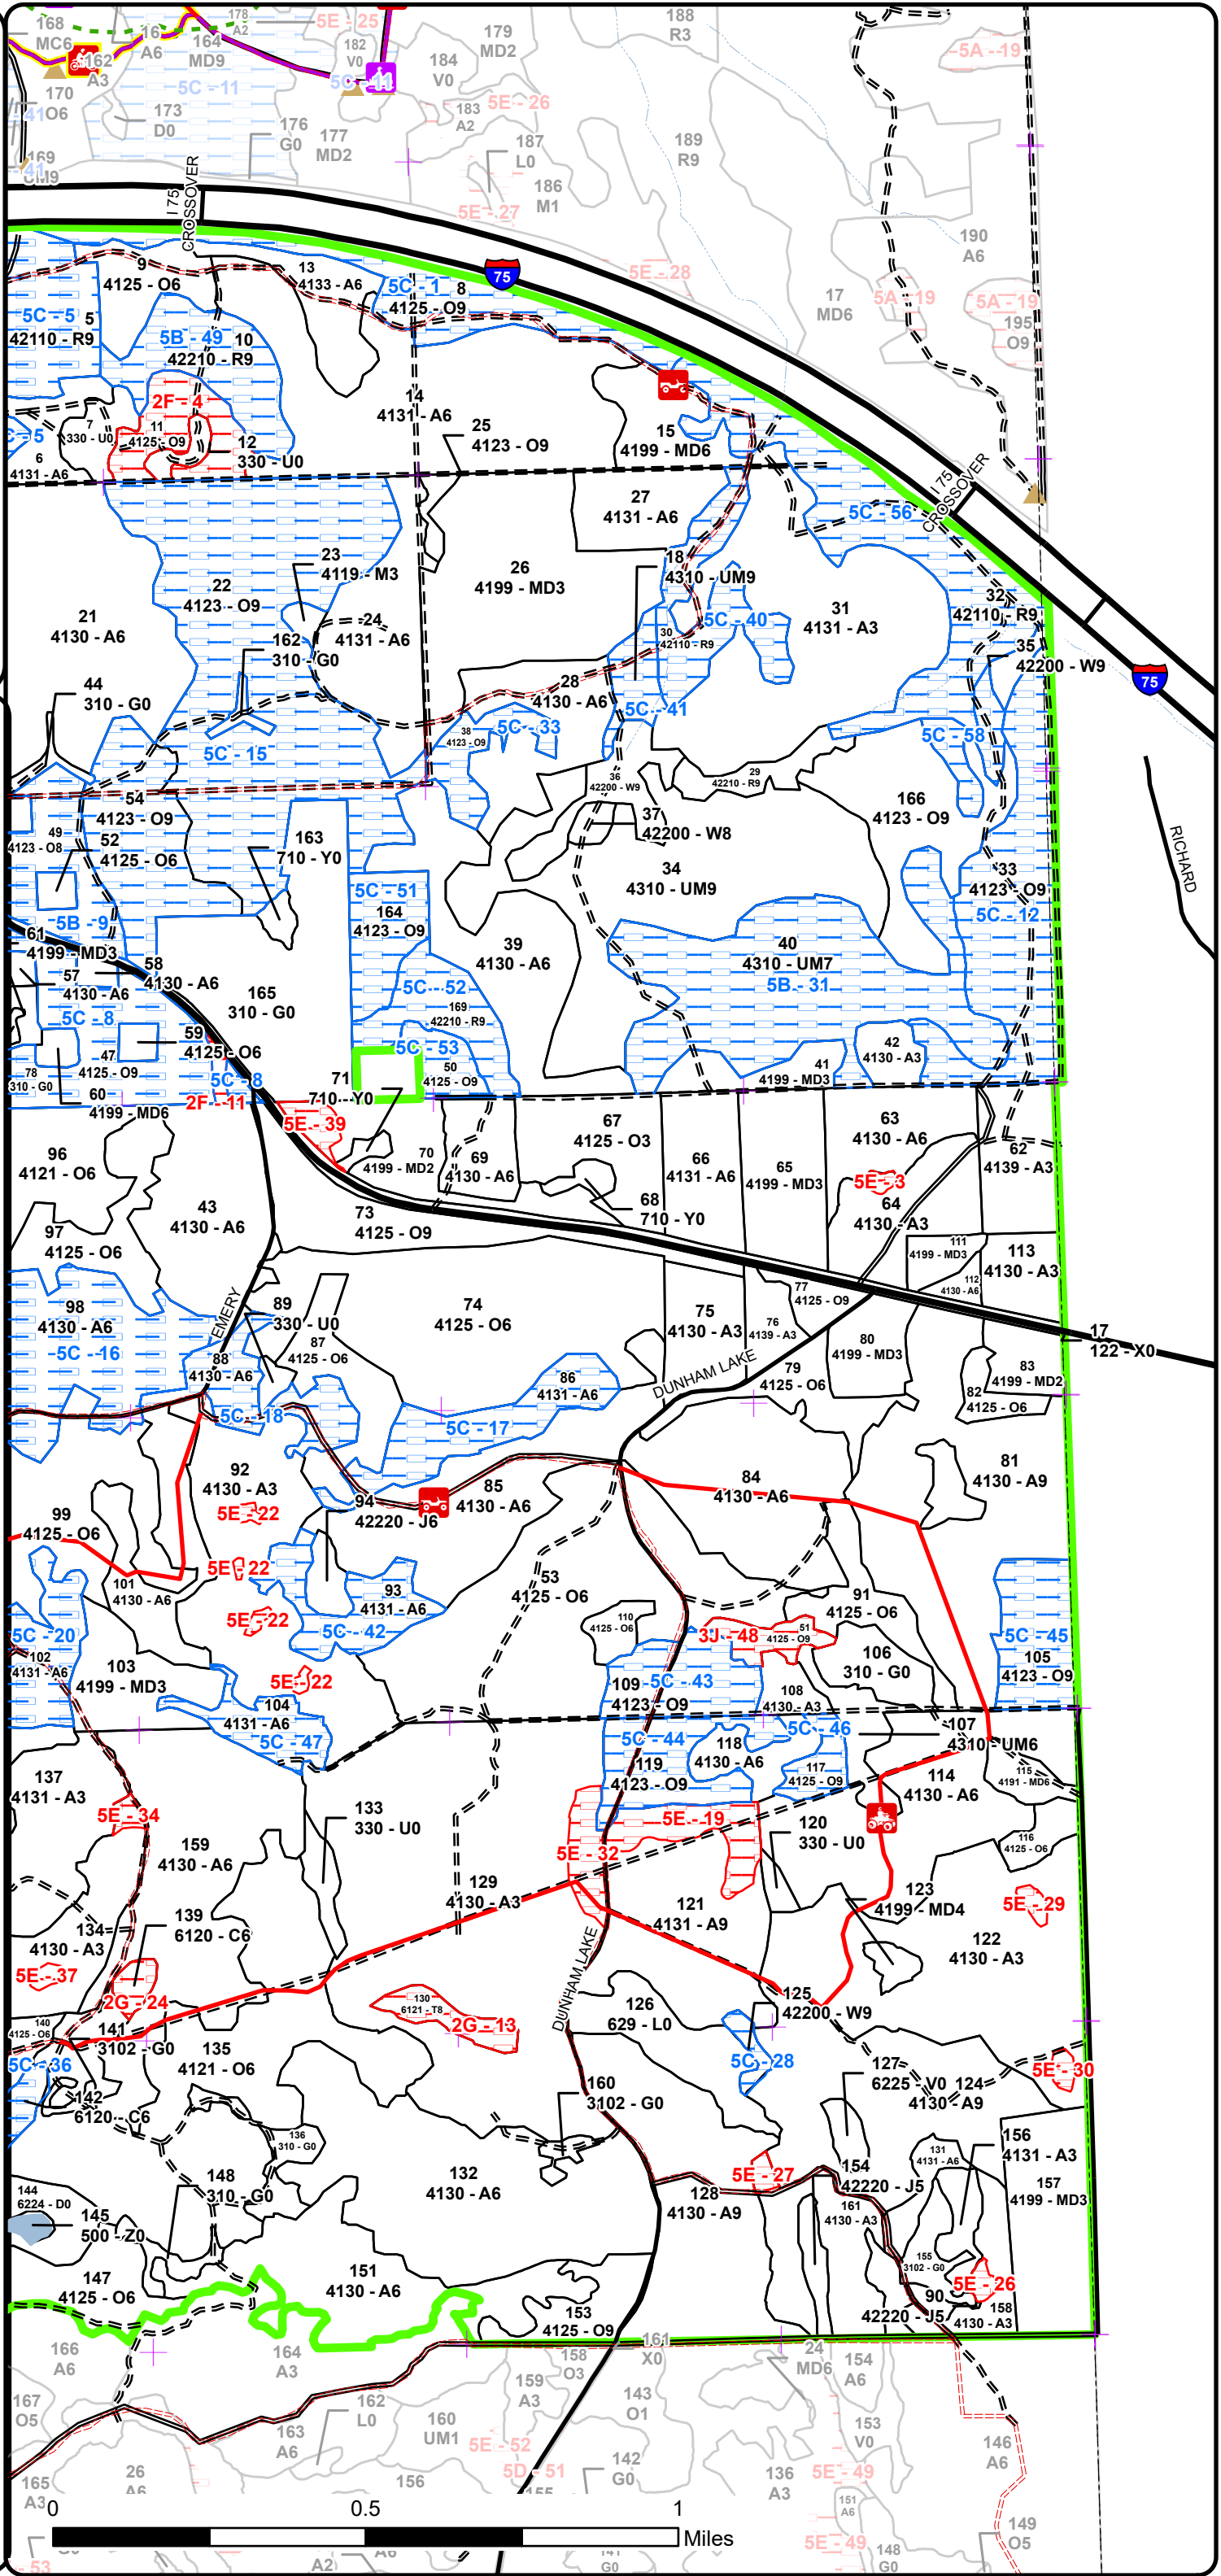 168
MC6
16
A6
178
A2
5E - 25
164
MD9
182
V0
179
MD2
188
R3
5A - 19
162
A3
5C - 11
5C - 11
184
V0
170
O6
41
173
D0
176
G0
177
MD2
183
A2
5E - 26
187
L0
189
R9
169
UM9
41
186
M1
5E - 27
I 75
CROSSOVER
190
A6
5E - 28
17
MD6
5A - 19
5A - 19
195
O9
75
9
4125 - O6
13
4133 - A6
5C - 1
8
4125 - O9
5C - 5
5
42110 - R9
5B - 49
10
42210 - R9
2F - 4
7
330 - U0
11
4125 - O9
12
330 - U0
6
4131 - A6
14
4131 - A6
25
4123 - O9
15
4199 - MD6
I 75
CROSSOVER
27
4131 - A6
5C - 56
23
4119 - M3
22
4123 - O9
26
4199 - MD3
18
4310 - UM9
31
4131 - A3
32
42110 - R9
21
4130 - A6
24
4131 - A6
5C - 40
162
310 - G0
30
42110 - R9
35
42200 - W9
75
44
310 - G0
28
4130 - A6
5C - 41
38
4123 - O9
5C - 33
5C - 15
5C - 58
36
42200 - W9
29
42210 - R9
54
4123 - O9
166
4123 - O9
37
42200 - W8
49
4123 - O8
52
4125 - O6
163
710 - Y0
RICHARD
34
4310 - UM9
33
4123 - O9
5C - 51
164
4123 - O9
5C - 12
5B - 9
61
4199 - MD3
39
4130 - A6
40
4310 - UM7
5B - 31
57
4130 - A6
58
4130 - A6
165
310 - G0
5C - 52
169
42210 - R9
5C - 8
59
4125 - O6
5C - 53
42
4130 - A3
47
4125 - O9
78
310 - G0
5C - 8
71
710 - Y0
50
4125 - O9
41
4199 - MD3
60
4199 - MD6
2F - 11
5E - 39
67
4125 - O3
63
4130 - A6
96
4121 - O6
70
4199 - MD2
69
4130 - A6
66
4131 - A6
65
4199 - MD3
62
4139 - A3
5E - 3
43
4130 - A6
73
4125 - O9
68
710 - Y0
64
4130 - A3
97
4125 - O6
111
4199 - MD3
113
4130 - A3
112
4130 - A6
EMERY
98
4130 - A6
5C - 16
89
330 - U0
74
4125 - O6
75
4130 - A3
77
4125 - O9
76
4139 - A3
80
4199 - MD3
17
122 - X0
87
4125 - O6
88
4130 - A6
86
4131 - A6
DUNHAM LAKE
79
4125 - O6
83
4199 - MD2
82
4125 - O6
5C - 18
5C - 17
92
4130 - A3
84
4130 - A6
81
4130 - A9
5E - 22
94
42220 - J6
85
4130 - A6
99
4125 - O6
5E - 22
101
4130 - A6
93
4131 - A6
53
4125 - O6
91
4125 - O6
5E - 22
5C - 42
110
4125 - O6
3J - 48
51
4125 - O9
5C - 20
5C - 45
102
4131 - A6
103
4199 - MD3
5E - 22
109
4123 - O9
5C - 43
106
310 - G0
105
4123 - O9
108
4130 - A3
104
4131 - A6
5C - 47
5C - 44
118
4130 - A6
5C - 46
107
4310 - UM6
119
4123 - O9
117
4125 - O9
114
4130 - A6
115
4191 - MD6
137
4131 - A3
5E - 34
133
330 - U0
5E - 19
120
330 - U0
159
4130 - A6
5E - 32
116
4125 - O6
129
4130 - A3
123
4199 - MD4
5E - 29
139
6120 - C6
121
4131 - A9
134
4130 - A3
122
4130 - A3
5E - 37
DUNHAM LAKE
2G - 24
130
6121 - T8
2G - 13
126
629 - L0
125
42200 - W9
140
4125 - O6
141
3102 - G0
135
4121 - O6
5C - 36
5C - 28
127
6225 - V0
124
4130 - A9
5E - 30
142
6120 - C6
160
3102 - G0
136
310 - G0
156
4131 - A3
131
4131 - A6
148
310 - G0
132
4130 - A6
5E - 27
154
42220 - J5
157
4199 - MD3
144
6224 - D0
145
500 - Z0
128
4130 - A9
161
4130 - A3
155
3102 - G0
147
4125 - O6
151
4130 - A6
5E - 26
90
42220 - J5
153
4125 - O9
158
4130 - A3
166
A6
164
A3
161
X0
158
O3
24
MD6
154
A6
167
O5
162
L0
159
A3
143
O1
163
A6
160
UM1
153
V0
5E - 52
146
A6
165
A3
26
A6
5D - 51
142
G0
136
A3
5E - 49
156
155
151
A6
0
0.5
1
Miles
149
O5
5E - 49
148
G0
53
A2
A6
141
G0